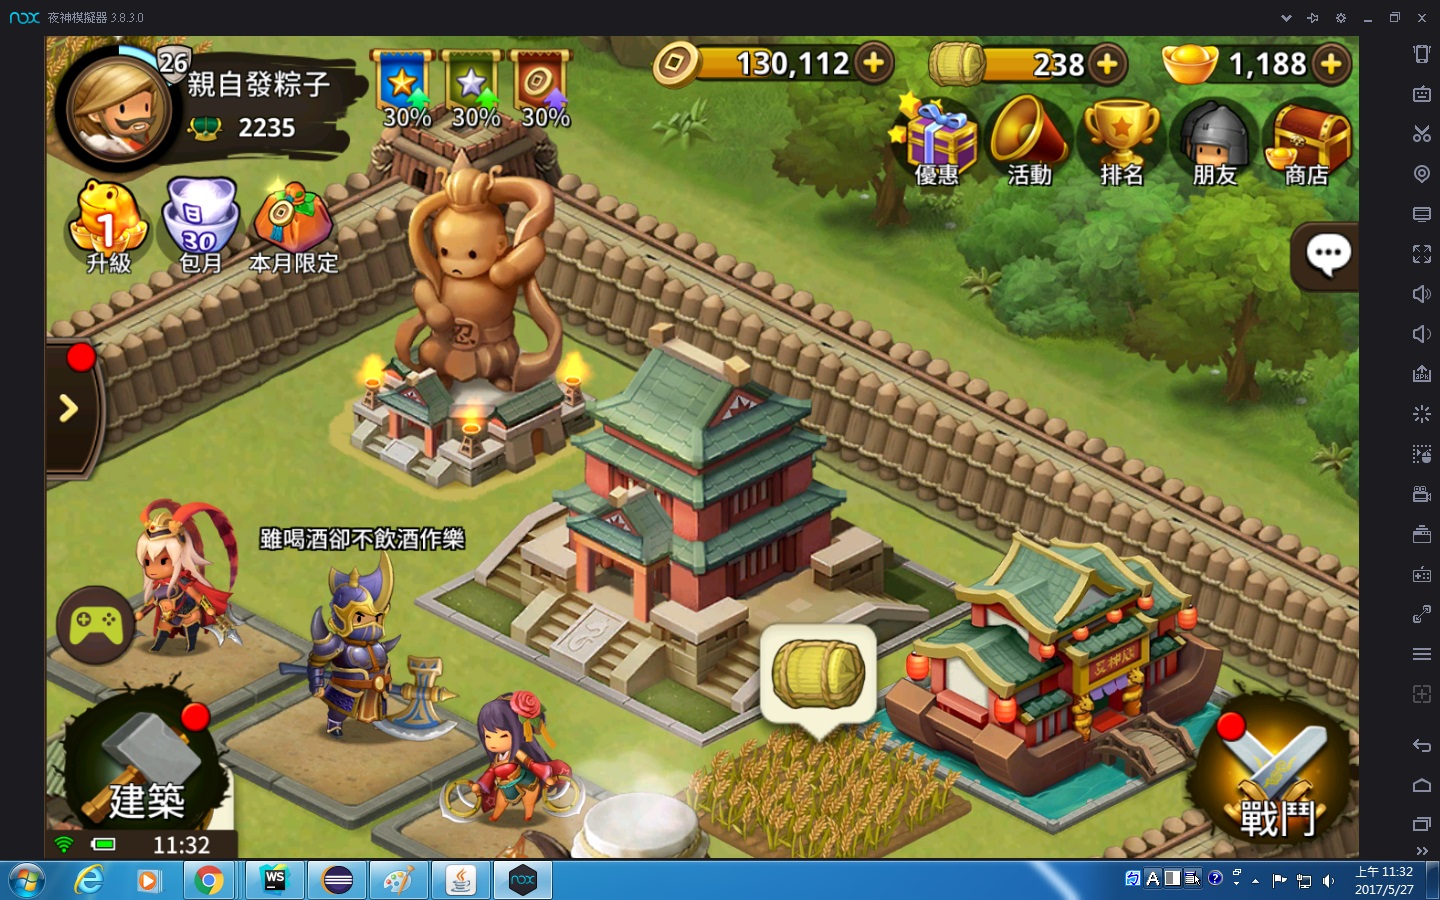 nox 夜神模擬器 3.8.3.0
26
親自發粽子
2235
30%
30%
30%
130,112
238
1,188
優惠
活動
排名
朋友
商店
1
升級
日
30
包月
本月限定
忍
雖喝酒卻不飲酒作樂
建築
戰鬥
11:32
WS
nox
A
上午 11:32
2017/5/27